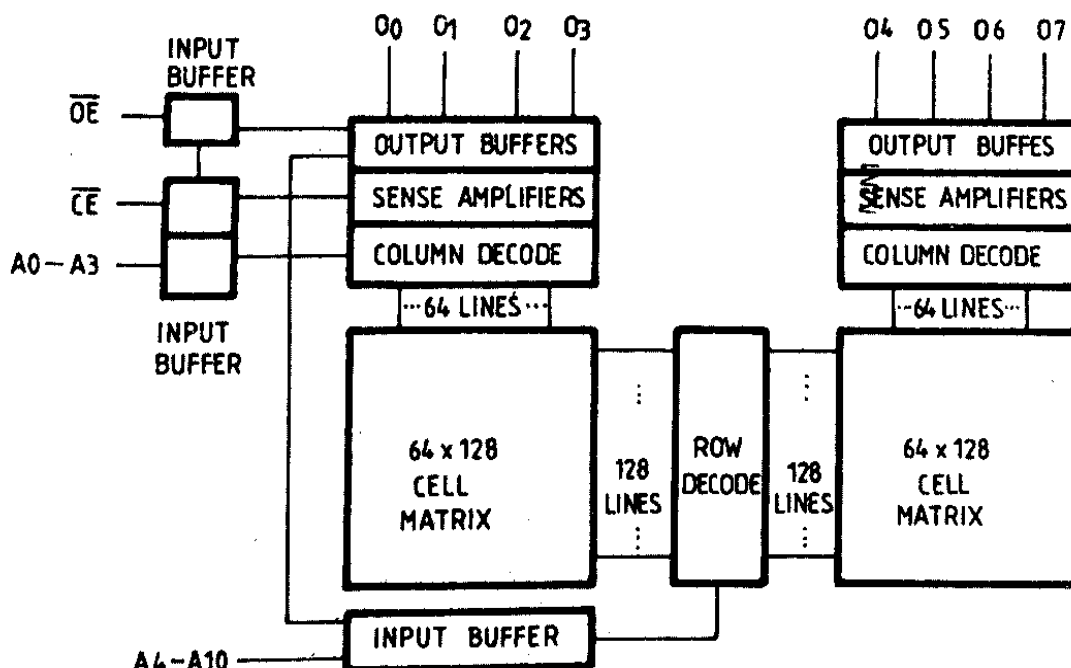 O0 O1 O2 O3
O4 O5 O6 O7
INPUT
BUFFER
OE
OUTPUT BUFFERS
OUTPUT BUFFES
CE
SENSE AMPLIFIERS
SENSE AMPLIFIERS
A0-A3
COLUMN DECODE
COLUMN DECODE
...64 LINES...
..64 LINES...
INPUT
BUFFER
64 x 128
CELL
MATRIX
128
LINES
ROW
DECODE
128
LINES
64 x 128
CELL
MATRIX
INPUT BUFFER
A4-A10